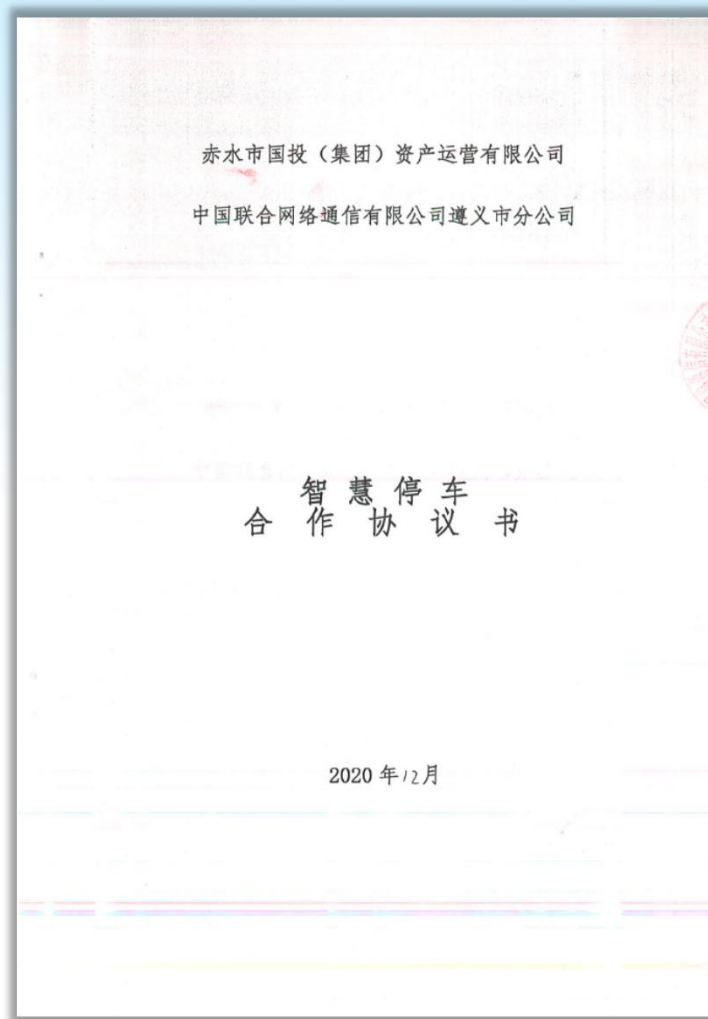 赤水市国投（集团）资产运营有限公司
中国联合网络通信有限公司遵义市分公司
智慧停车
合作协议书
2020年12月